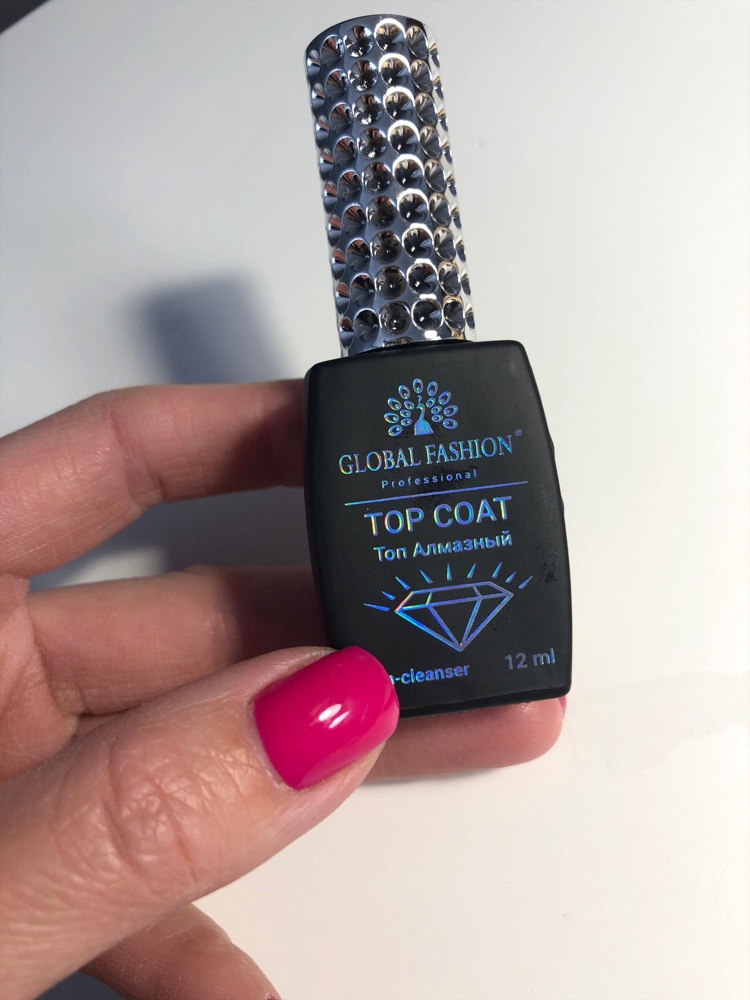 GLOBAL FASHION®
Professional
TOP COAT
Топ Алмазный
-cleanser 12 ml